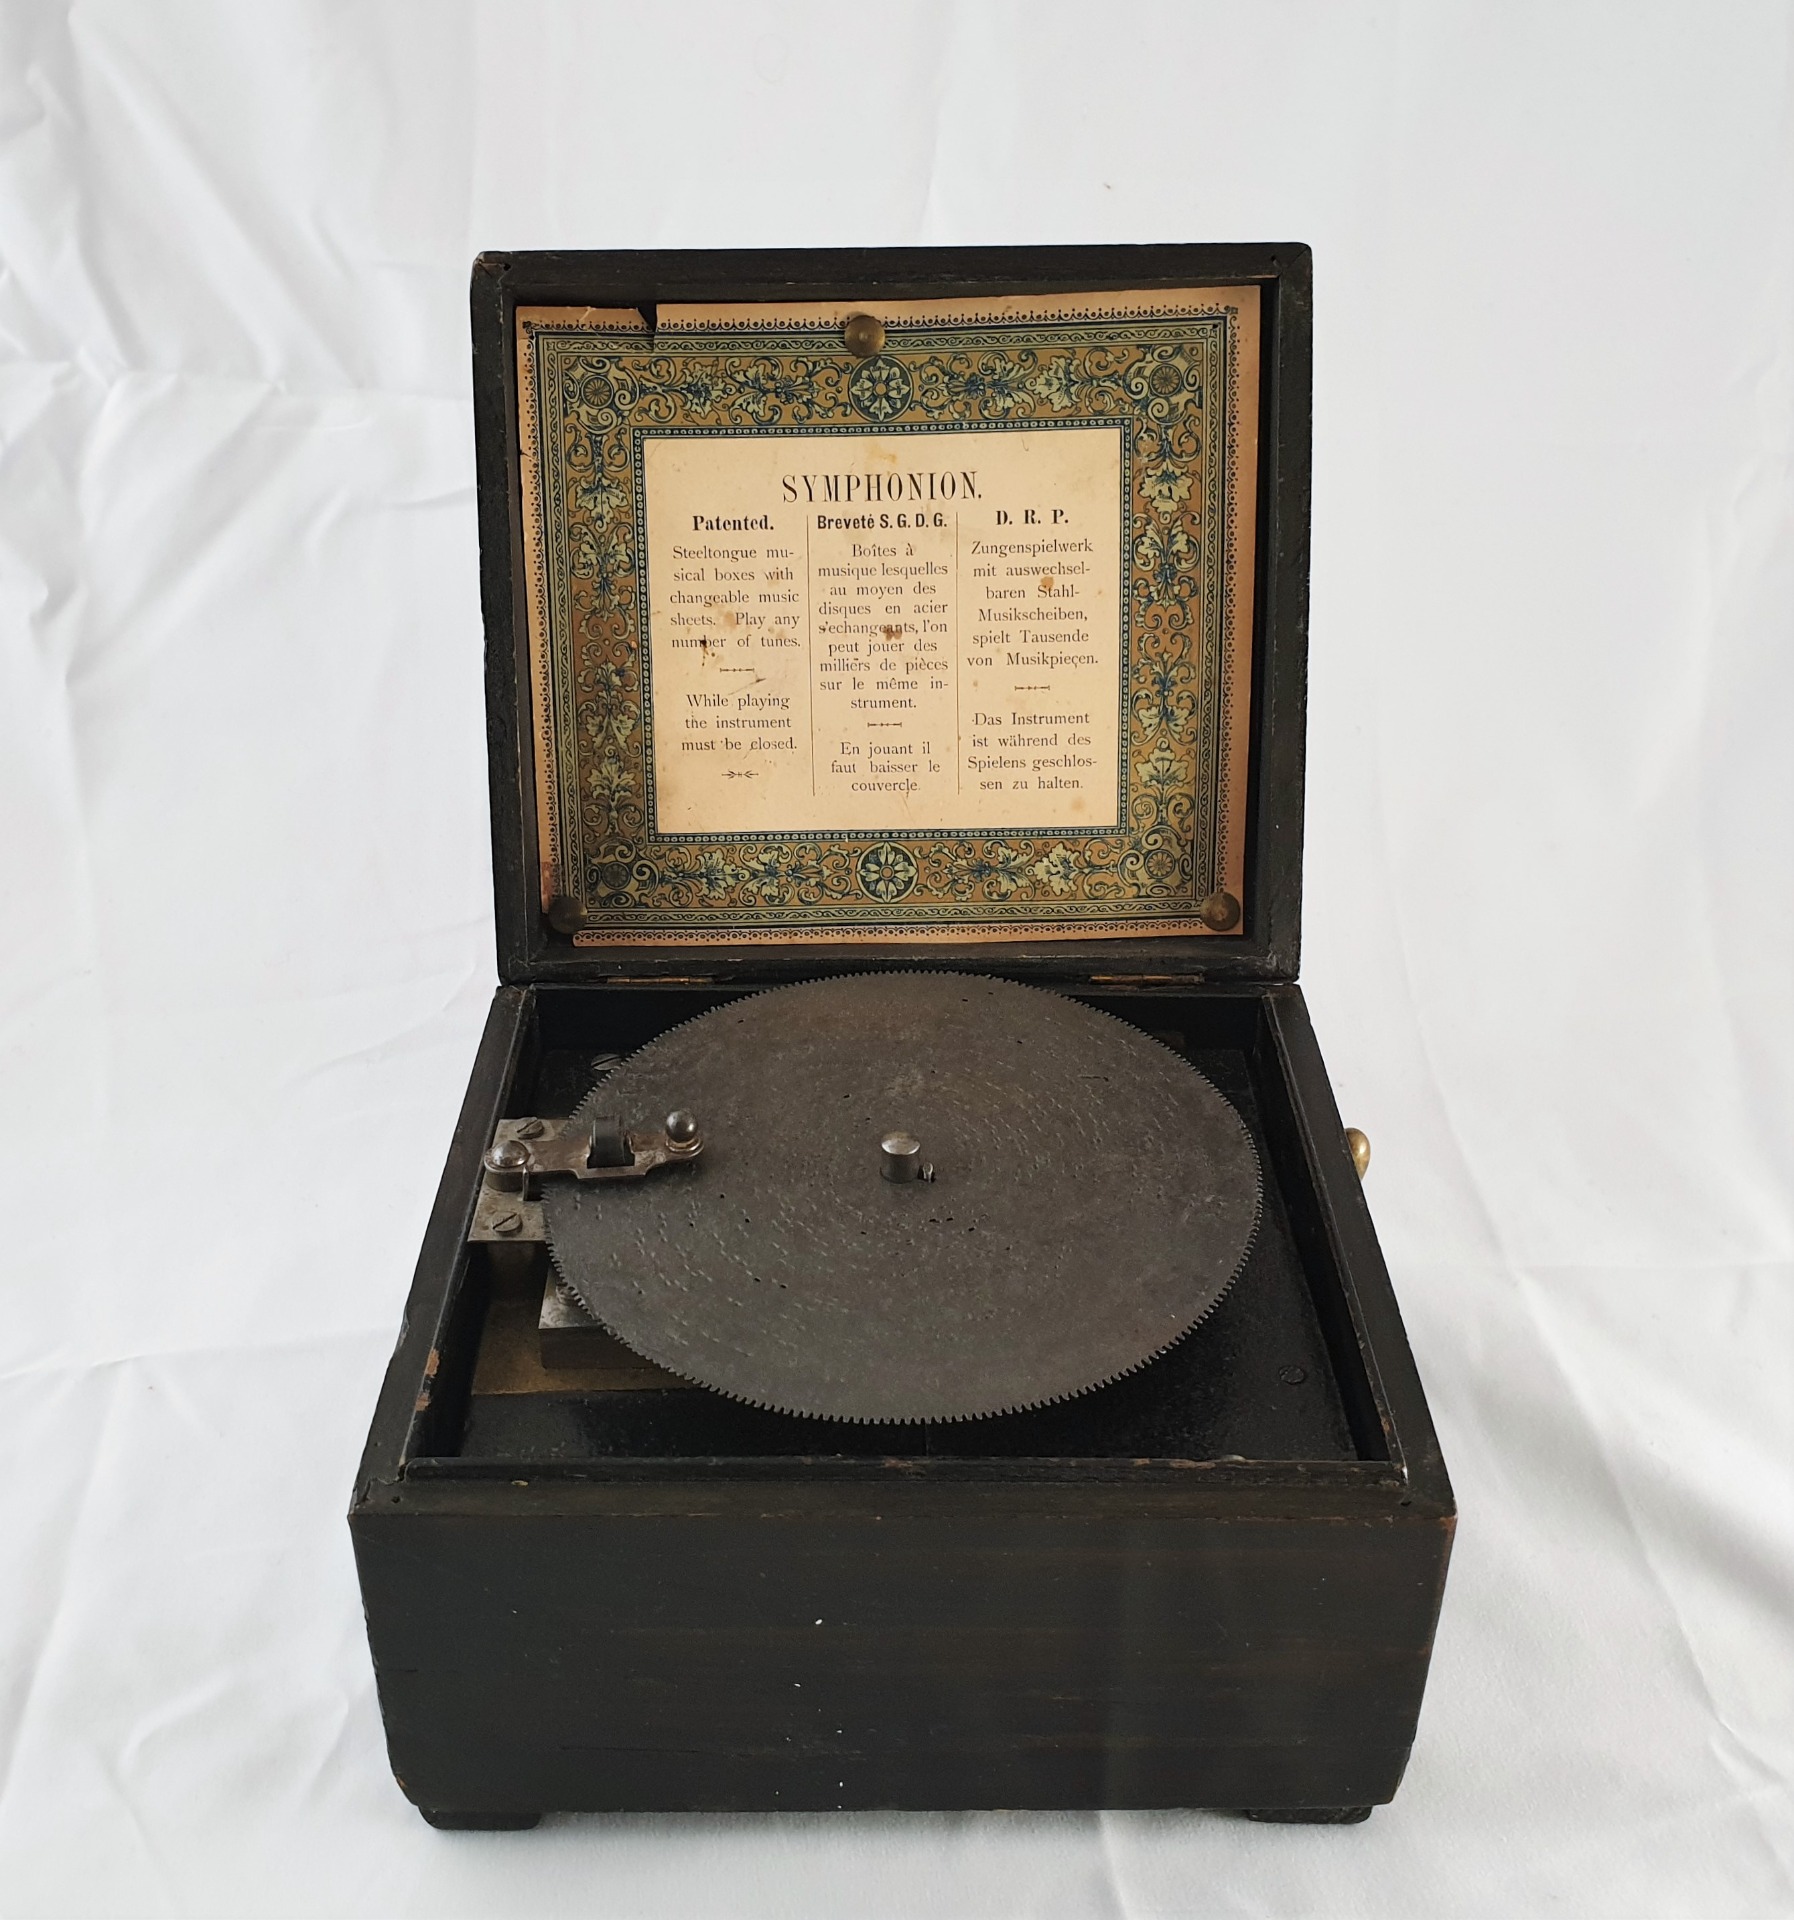 SYMPHONION.
Patented.
Steeltongue mu-
sical boxes with
changeable music
sheets. Play any
number of tunes.
While playing
the instrument
must be closed.
Breveté S. G. D. G.
Boîtes à
musique lesquelles
au moyen des
disques en acier
s'echangeants, l'on
peut jouer des
milliers de pièces
sur le même in-
strument.
En jouant il
faut baisser le
couvercle.
D. R. P.
Zungenspielwerk
mit auswechsel-
baren Stahl-
Musikscheiben,
spielt Tausende
von Musikpieçen.
Das Instrument
ist während des
Spielens geschlos-
sen zu halten.